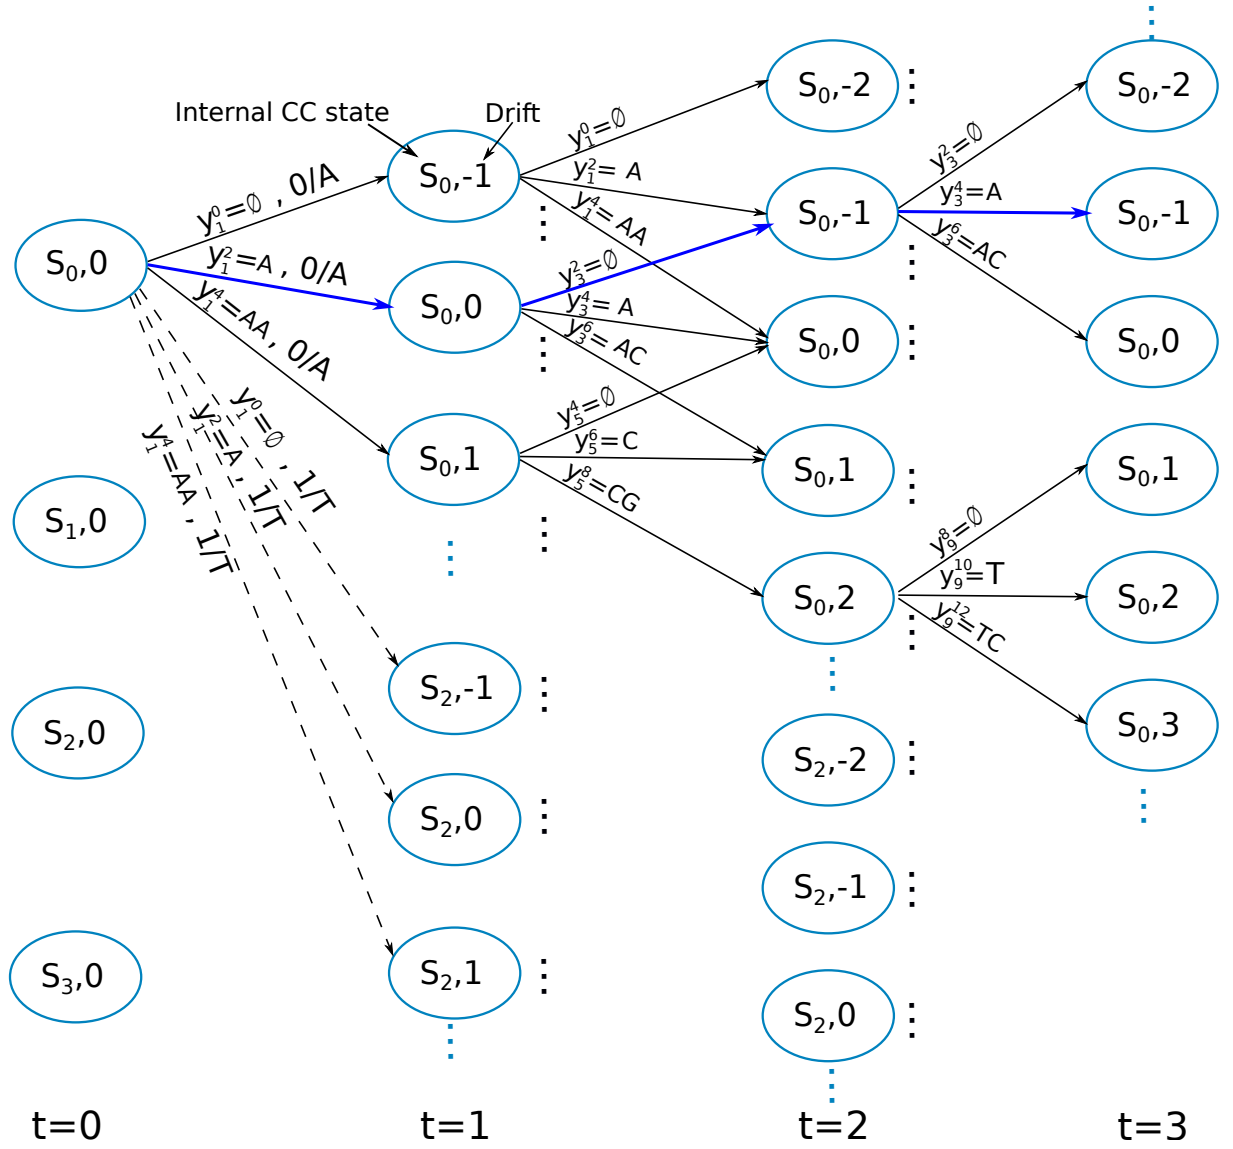 Internal CC state
Drift
S₀,0
S₁,0
S₂,0
S₃,0
y₁⁰=∅ , 0/A
y₁²=A , 0/A
y₁⁴=AA , 0/A
y₁⁰=∅ , 1/T
y₁²=A , 1/T
y₁⁴=AA , 1/T
S₀,-1
S₀,0
S₀,1
S₂,-1
S₂,0
S₂,1
y₁⁰=∅
y₁²= A
y₁⁴=AA
y₃²=∅
y₃⁴= A
y₃⁶= AC
y₅⁴=∅
y₅⁶=C
y₅⁸=CG
S₀,-2
S₀,-1
S₀,0
S₀,1
S₀,2
S₂,-2
S₂,-1
S₂,0
y₃²=∅
y₃⁴=A
y₃⁶=AC
y₉⁸=∅
y₉¹⁰=T
y₉¹²=TC
S₀,-2
S₀,-1
S₀,0
S₀,1
S₀,2
S₀,3
t=0
t=1
t=2
t=3